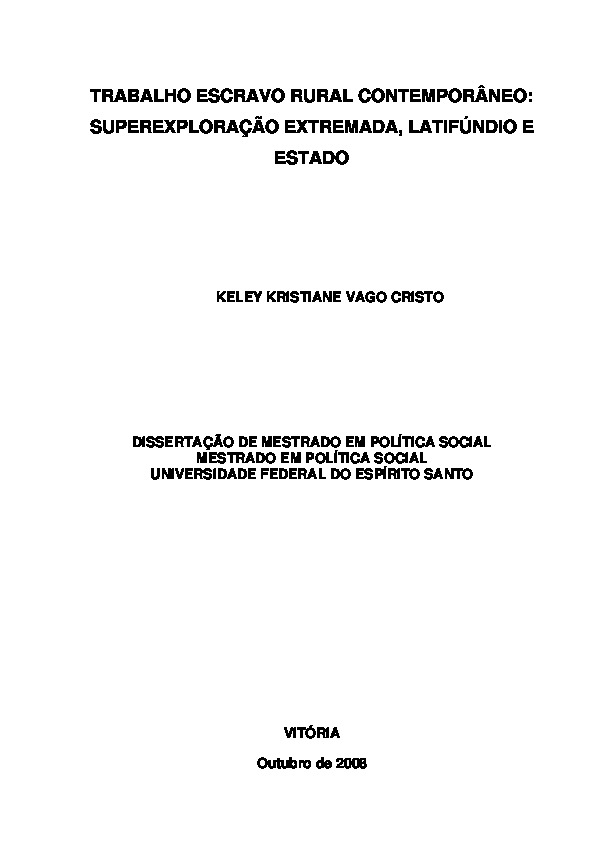 TRABALHO ESCRAVO RURAL CONTEMPORÂNEO:
SUPEREXPLORAÇÃO EXTREMADA, LATIFÚNDIO E
ESTADO
KELEY KRISTIANE VAGO CRISTO
DISSERTAÇÃO DE MESTRADO EM POLÍTICA SOCIAL
MESTRADO EM POLÍTICA SOCIAL
UNIVERSIDADE FEDERAL DO ESPÍRITO SANTO
VITÓRIA
Outubro de 2008